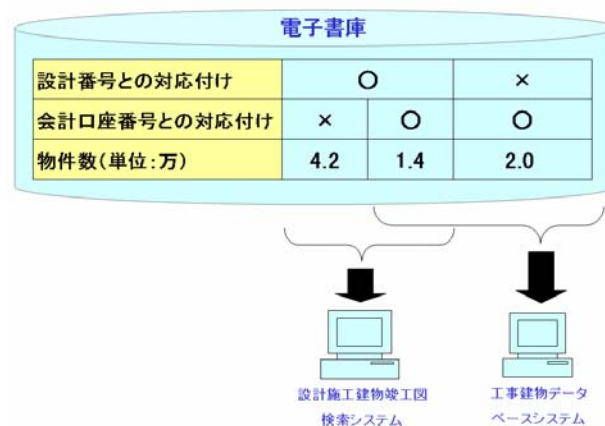 電子書庫
設計番号との対応付け ○ ×
会計口座番号との対応付け × ○ ○
物件数(単位:万) 4.2 1.4 2.0
設計施工建物竣工図
検索システム
工事建物データ
ベースシステム